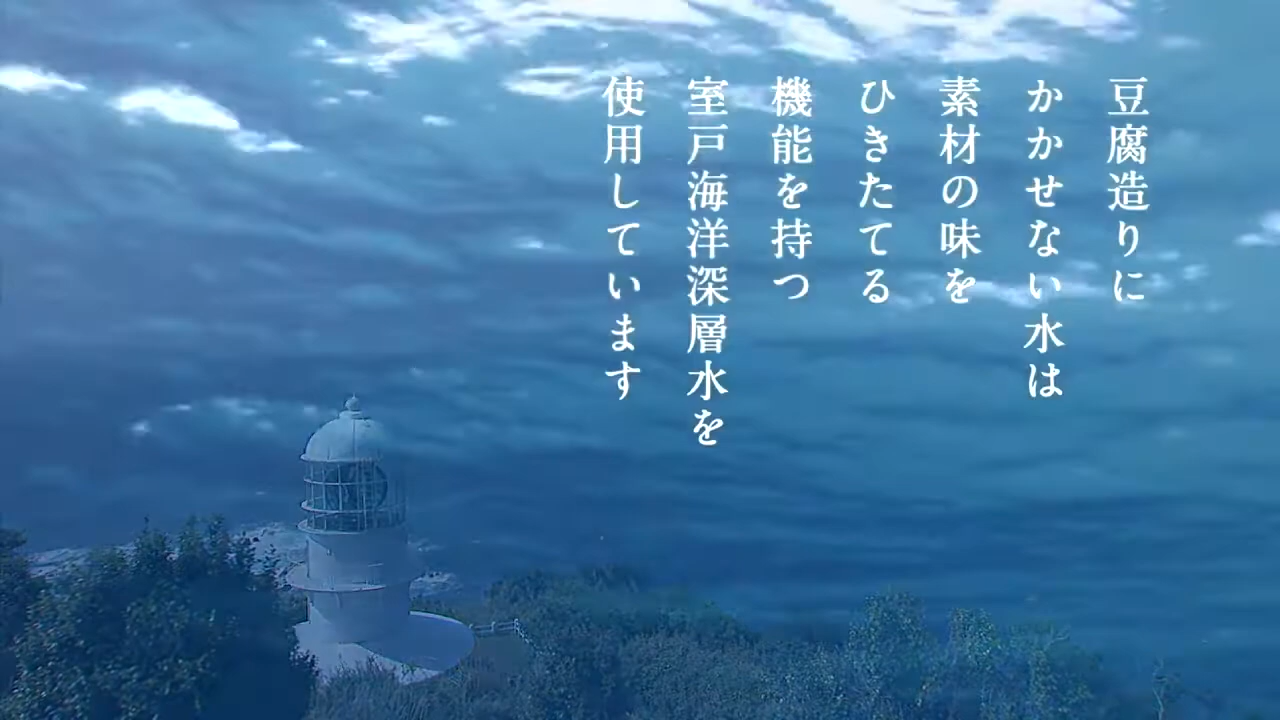 豆腐造りに
かかせない水は
素材の味を
ひきたてる
機能を持つ
室戸海洋深層水を
使用しています